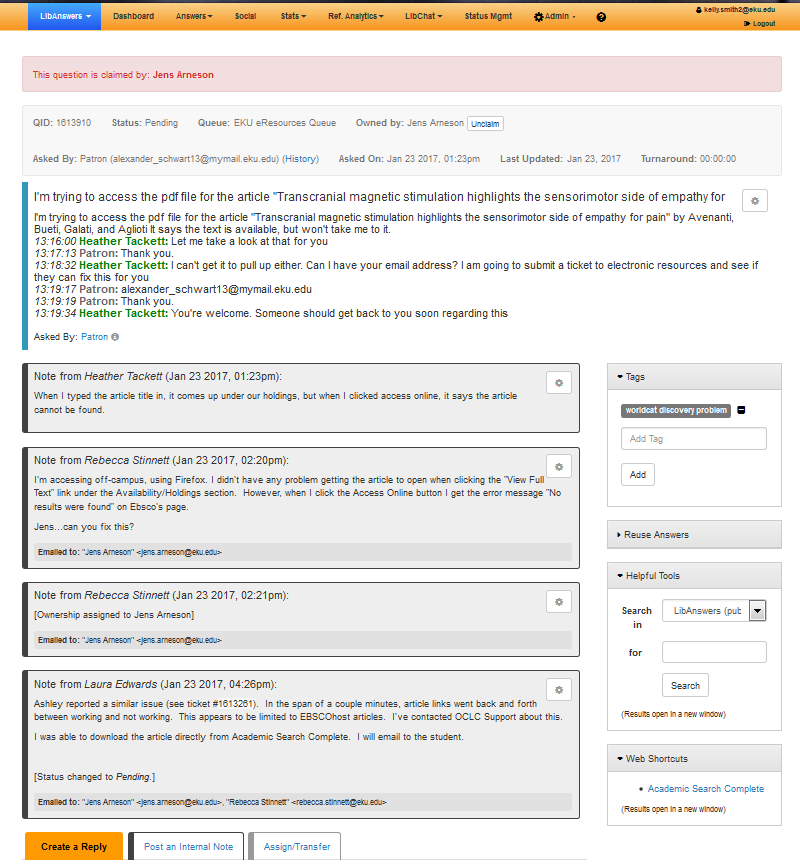 LibAnswers Dashboard Answers Social Stats Ref. Analytics LibChat Status Mgmt Admin
kelly.smith2@eku.edu
Logout
This question is claimed by: Jens Arneson
QID: 1613910 Status: Pending Queue: EKU eResources Queue Owned by: Jens Arneson Unclaim
Asked By: Patron (alexander_schwart13@mymail.eku.edu) (History) Asked On: Jan 23 2017, 01:23pm Last Updated: Jan 23, 2017 Turnaround: 00:00:00
I'm trying to access the pdf file for the article "Transcranial magnetic stimulation highlights the sensorimotor side of empathy for
I'm trying to access the pdf file for the article "Transcranial magnetic stimulation highlights the sensorimotor side of empathy for pain" by Avenanti,
Bueti, Galati, and Aglioti It says the text is available, but won't take me to it.
13:16:00 Heather Tackett: Let me take a look at that for you
13:17:13 Patron: Thank you.
13:18:32 Heather Tackett: I can't get it to pull up either. Can I have your email address? I am going to submit a ticket to electronic resources and see if
they can fix this for you
13:19:17 Patron: alexander_schwart13@mymail.eku.edu
13:19:19 Patron: Thank you.
13:19:34 Heather Tackett: You're welcome. Someone should get back to you soon regarding this
Asked By: Patron
Note from Heather Tackett (Jan 23 2017, 01:23pm):
When I typed the article title in, it comes up under our holdings, but when I clicked access online, it says the article
cannot be found.
Note from Rebecca Stinnett (Jan 23 2017, 02:20pm):
I'm accessing off-campus, using Firefox. I didn't have any problem getting the article to open when clicking the "View Full
Text" link under the Availability/Holdings section. However, when I click the Access Online button I get the error message "No
results were found" on Ebsco's page.
Jens...can you fix this?
Emailed to: "Jens Arneson" <jens.arneson@eku.edu>
Note from Rebecca Stinnett (Jan 23 2017, 02:21pm):
[Ownership assigned to Jens Arneson]
Emailed to: "Jens Arneson" <jens.arneson@eku.edu>
Note from Laura Edwards (Jan 23 2017, 04:26pm):
Ashley reported a similar issue (see ticket #1613261). In the span of a couple minutes, article links went back and forth
between working and not working. This appears to be limited to EBSCOhost articles. I've contacted OCLC Support about this.
I was able to download the article directly from Academic Search Complete. I will email to the student.
[Status changed to Pending.]
Emailed to: "Jens Arneson" <jens.arneson@eku.edu>, "Rebecca Stinnett" <rebecca.stinnett@eku.edu>
Create a Reply Post an Internal Note Assign/Transfer
Tags
worldcat discovery problem
Add Tag
Add
Reuse Answers
Helpful Tools
Search in LibAnswers (pub
for
Search
(Results open in a new window)
Web Shortcuts
Academic Search Complete
(Results open in a new window)